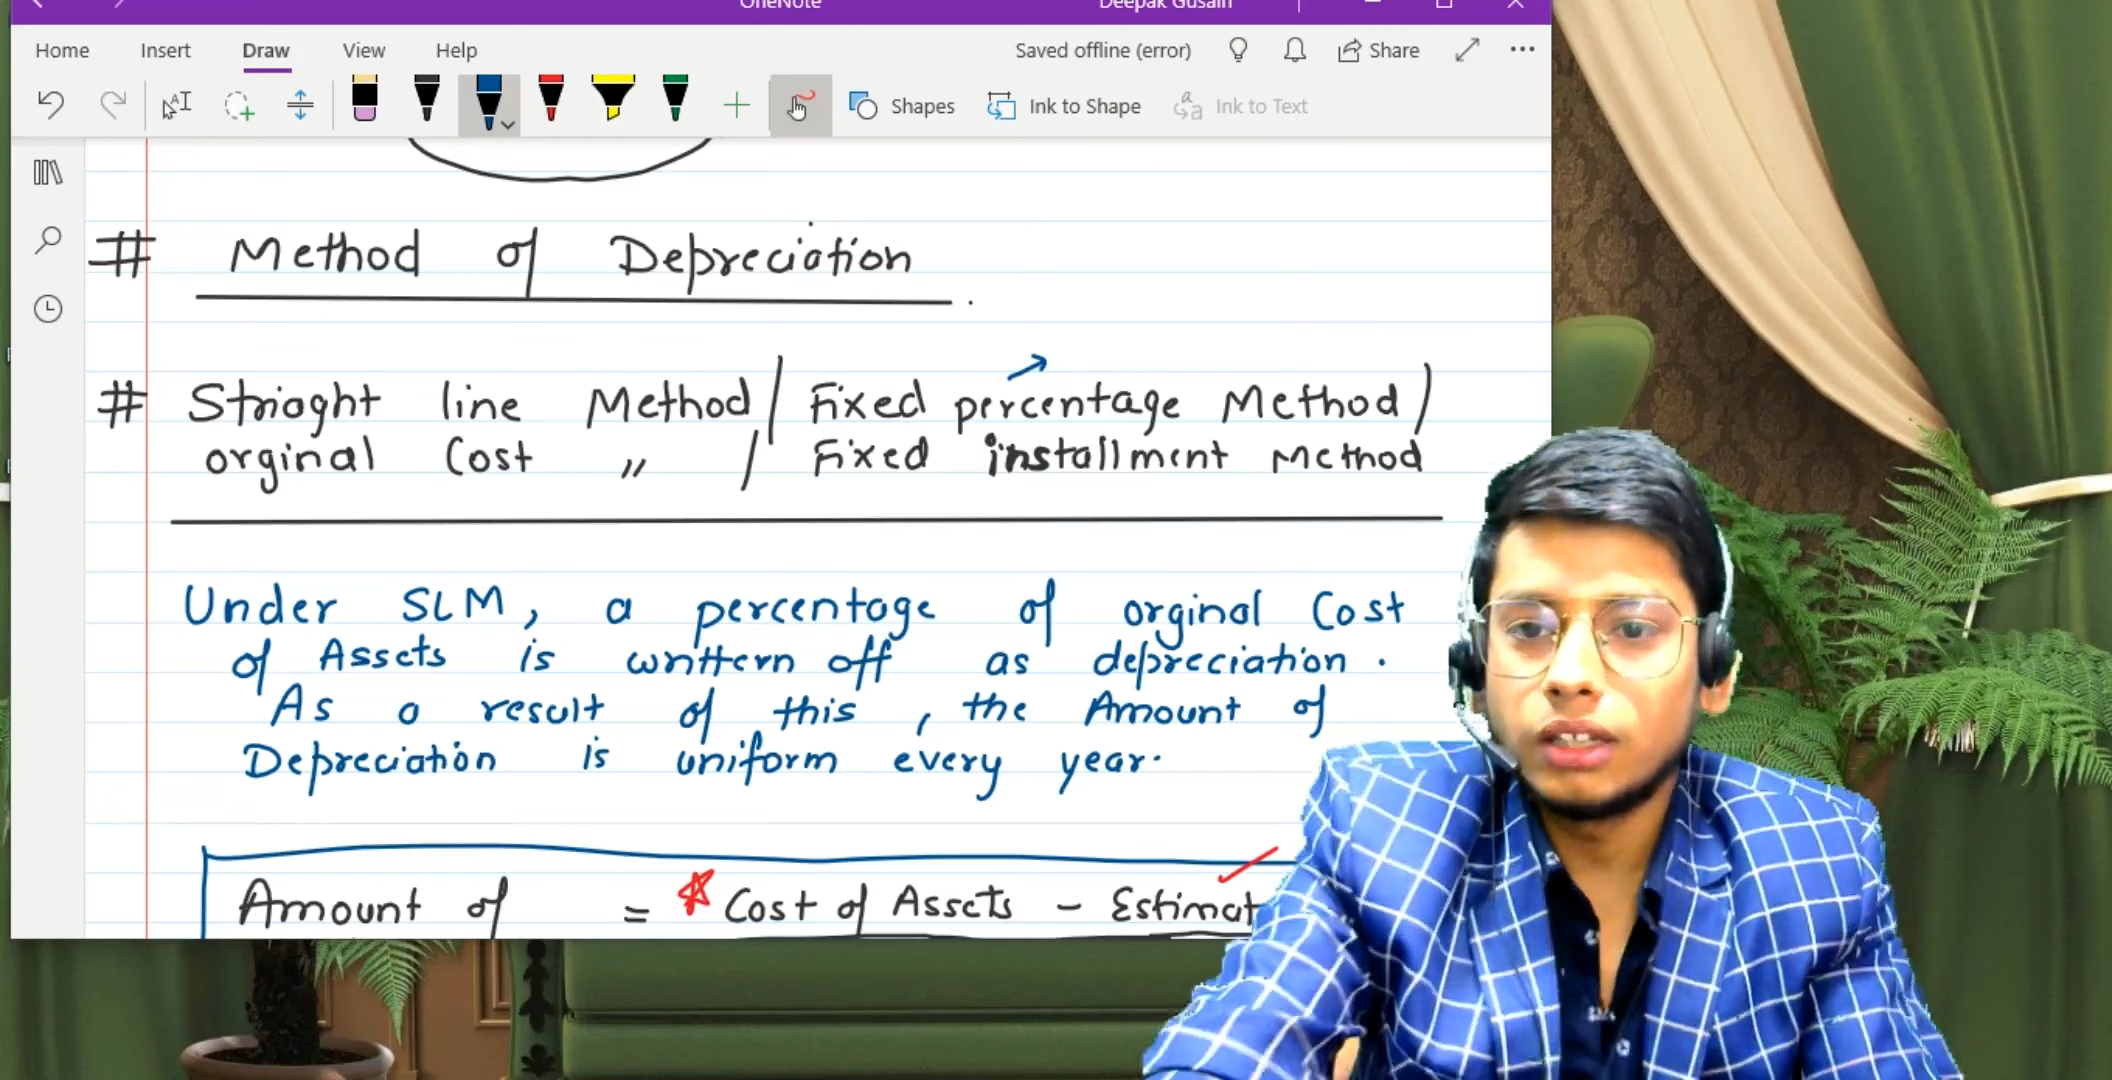 OneNote
Deepak Gusain
Home Insert Draw View Help Saved offline (error) Share
Shapes Ink to Shape Ink to Text
# Method of Depreciation
# Strioght line Method / Fixed percentage Method /
orginal Cost " / Fixed installment Method
Under SLM, a percentage of orginal Cost
of Assets is writtern off as depreciation.
As a result of this, the Amount of
Depreciation is uniform every year.
Amount of = Cost of Assets - Estimat